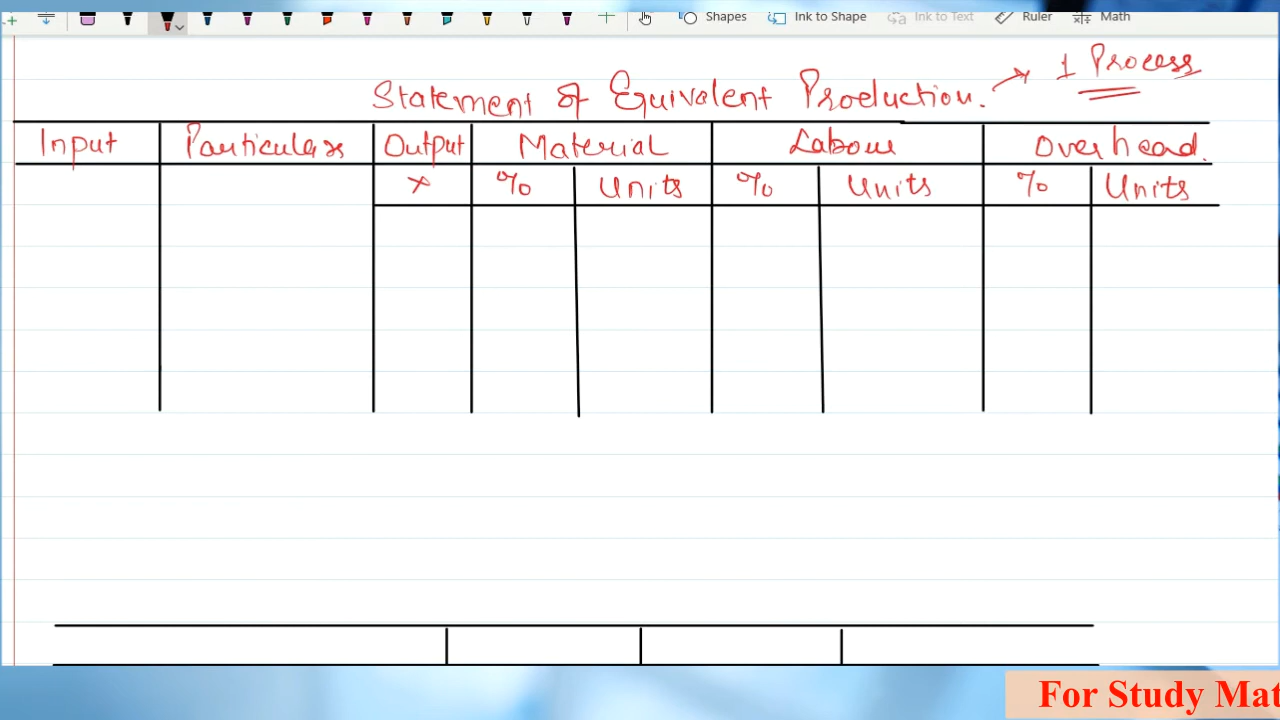 Shapes Ink to Shape Ink to Text Ruler Math
Statement of Equivalent Production. → 1 Process
Input Particulars Output Material Labour Overhead.
× % Units % Units % Units
For Study Mat